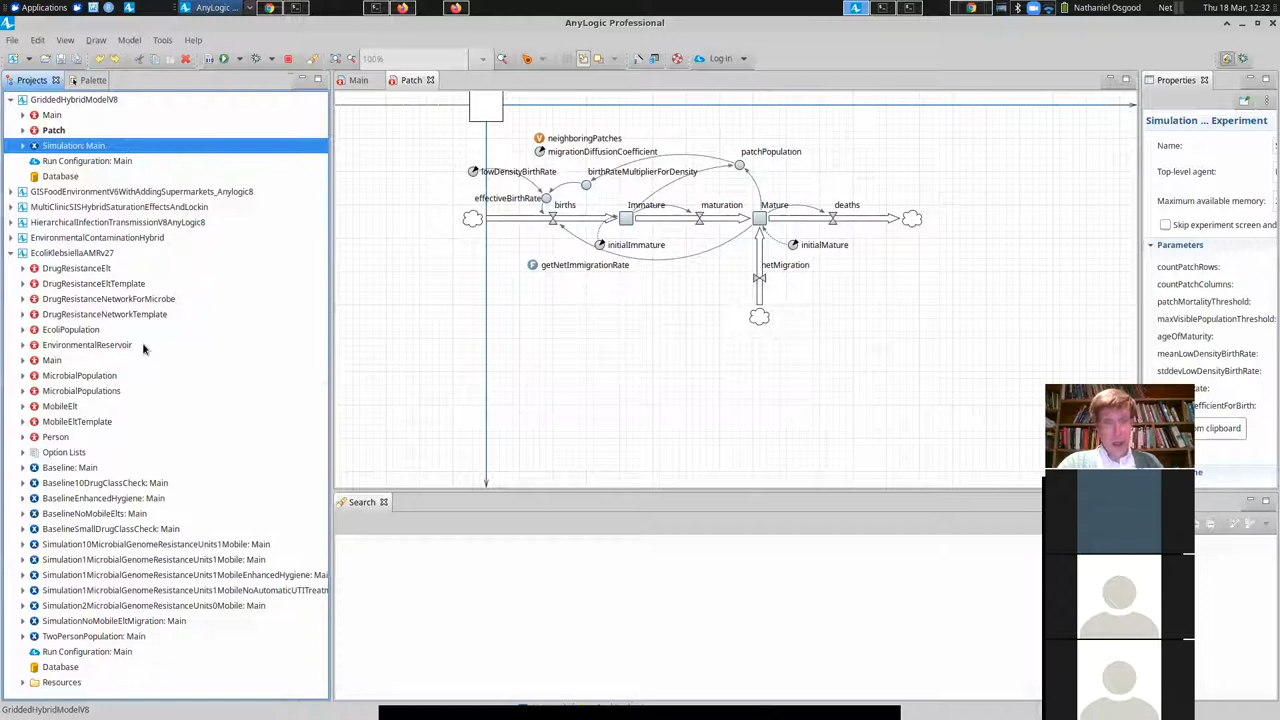 Applications
AnyLogic ...
Nathaniel Osgood
Net
Thu 18 Mar, 12:32
AnyLogic Professional
File Edit View Draw Model Tools Help
100%
Log in
Projects
Palette
Main
Patch
Properties
GriddedHybridModelV8
Main
Patch
Simulation: Main
Run Configuration: Main
Database
GISFoodEnvironmentV6WithAddingSupermarkets_Anylogic8
MultiClinicSISHybridSaturationEffectsAndLockin
HierarchicalInfectionTransmissionV8AnyLogic8
EnvironmentalContaminationHybrid
EcoliKlebsiellaAMRv27
DrugResistanceElt
DrugResistanceEltTemplate
DrugResistanceNetworkForMicrobe
DrugResistanceNetworkTemplate
EcoliPopulation
EnvironmentalReservoir
Main
MicrobialPopulation
MicrobialPopulations
MobileElt
MobileEltTemplate
Person
Option Lists
Baseline: Main
Baseline10DrugClassCheck: Main
BaselineEnhancedHygiene: Main
BaselineNoMobileElts: Main
BaselineSmallDrugClassCheck: Main
Simulation10MicrobialGenomeResistanceUnits1Mobile: Main
Simulation1MicrobialGenomeResistanceUnits1Mobile: Main
Simulation1MicrobialGenomeResistanceUnits1MobileEnhancedHygiene: Mai
Simulation1MicrobialGenomeResistanceUnits1MobileNoAutomaticUTITreatm
Simulation2MicrobialGenomeResistanceUnits0Mobile: Main
SimulationNoMobileEltMigration: Main
TwoPersonPopulation: Main
Run Configuration: Main
Database
Resources
GriddedHybridModelV8
neighboringPatches
migrationDiffusionCoefficient
patchPopulation
lowDensityBirthRate
birthRateMultiplierForDensity
effectiveBirthRate
births
Immature
maturation
Mature
deaths
initialImmature
initialMature
getNetImmigrationRate
netMigration
Search
Simulation ... Experiment
Name:
Top-level agent:
Maximum available memory:
Skip experiment screen and
Parameters
countPatchRows:
countPatchColumns:
patchMortalityThreshold:
maxVisiblePopulationThreshold:
ageOfMaturity:
meanLowDensityBirthRate:
stddevLowDensityBirthRate:
ate:
efficientForBirth:
om clipboard